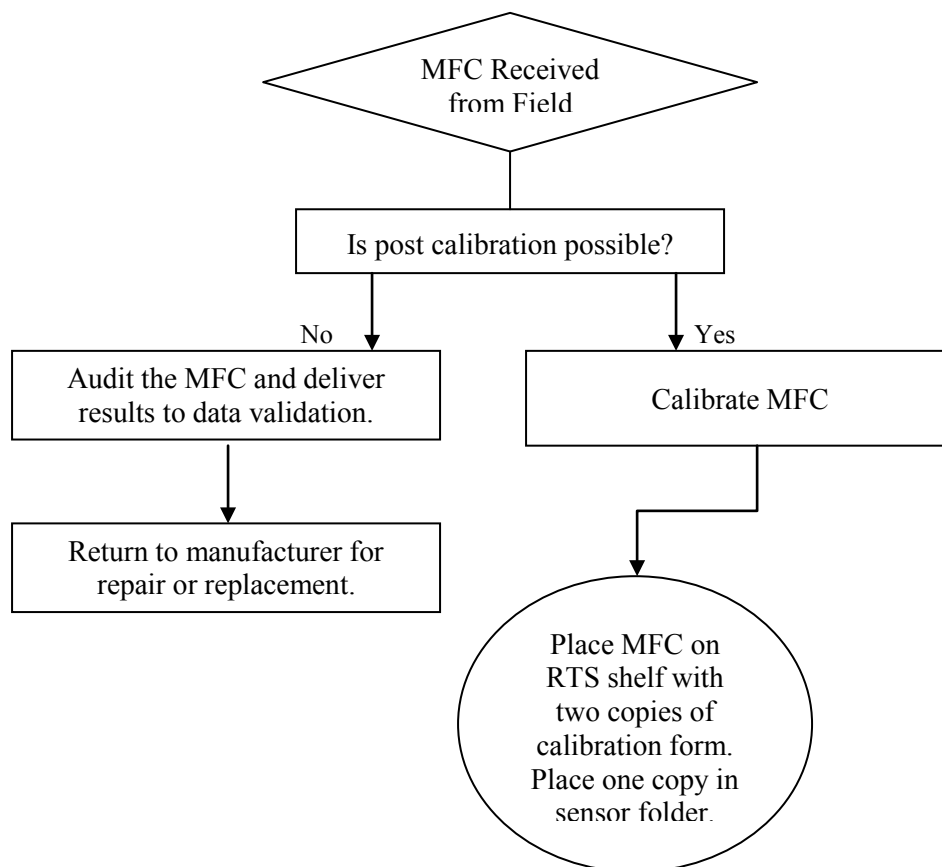 MFC Received
from Field
Is post calibration possible?
No
Yes
Audit the MFC and deliver
results to data validation.
Calibrate MFC
Return to manufacturer for
repair or replacement.
Place MFC on
RTS shelf with
two copies of
calibration form.
Place one copy in
sensor folder.